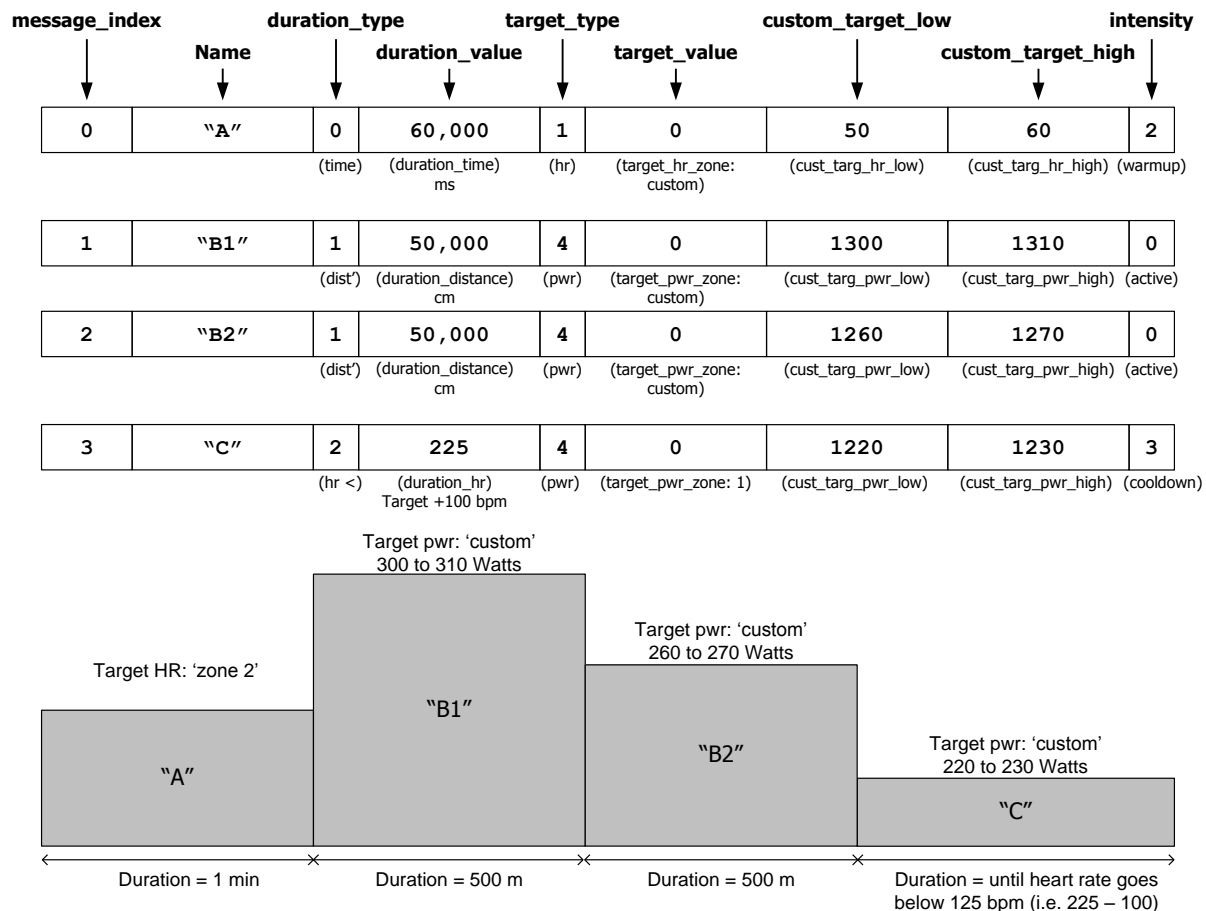 message_index duration_type target_type custom_target_low intensity
Name duration_value target_value custom_target_high
0 “A” 0 60,000 1 0 50 60 2
(time) (duration_time) (hr) (target_hr_zone: (cust_targ_hr_low) (cust_targ_hr_high) (warmup)
ms custom)
1 “B1” 1 50,000 4 0 1300 1310 0
(dist’) (duration_distance) (pwr) (target_pwr_zone: (cust_targ_pwr_low) (cust_targ_pwr_high) (active)
cm custom)
2 “B2” 1 50,000 4 0 1260 1270 0
(dist’) (duration_distance) (pwr) (target_pwr_zone: (cust_targ_pwr_low) (cust_targ_pwr_high) (active)
cm custom)
3 “C” 2 225 4 0 1220 1230 3
(hr <) (duration_hr) (pwr) (target_pwr_zone: 1) (cust_targ_pwr_low) (cust_targ_pwr_high) (cooldown)
Target +100 bpm
Target pwr: ‘custom’
300 to 310 Watts
Target pwr: ‘custom’
260 to 270 Watts
Target HR: ‘zone 2’
“B1”
Target pwr: ‘custom’
220 to 230 Watts
“A”
“B2”
“C”
Duration = 1 min
Duration = 500 m
Duration = 500 m
Duration = until heart rate goes
below 125 bpm (i.e. 225 – 100)